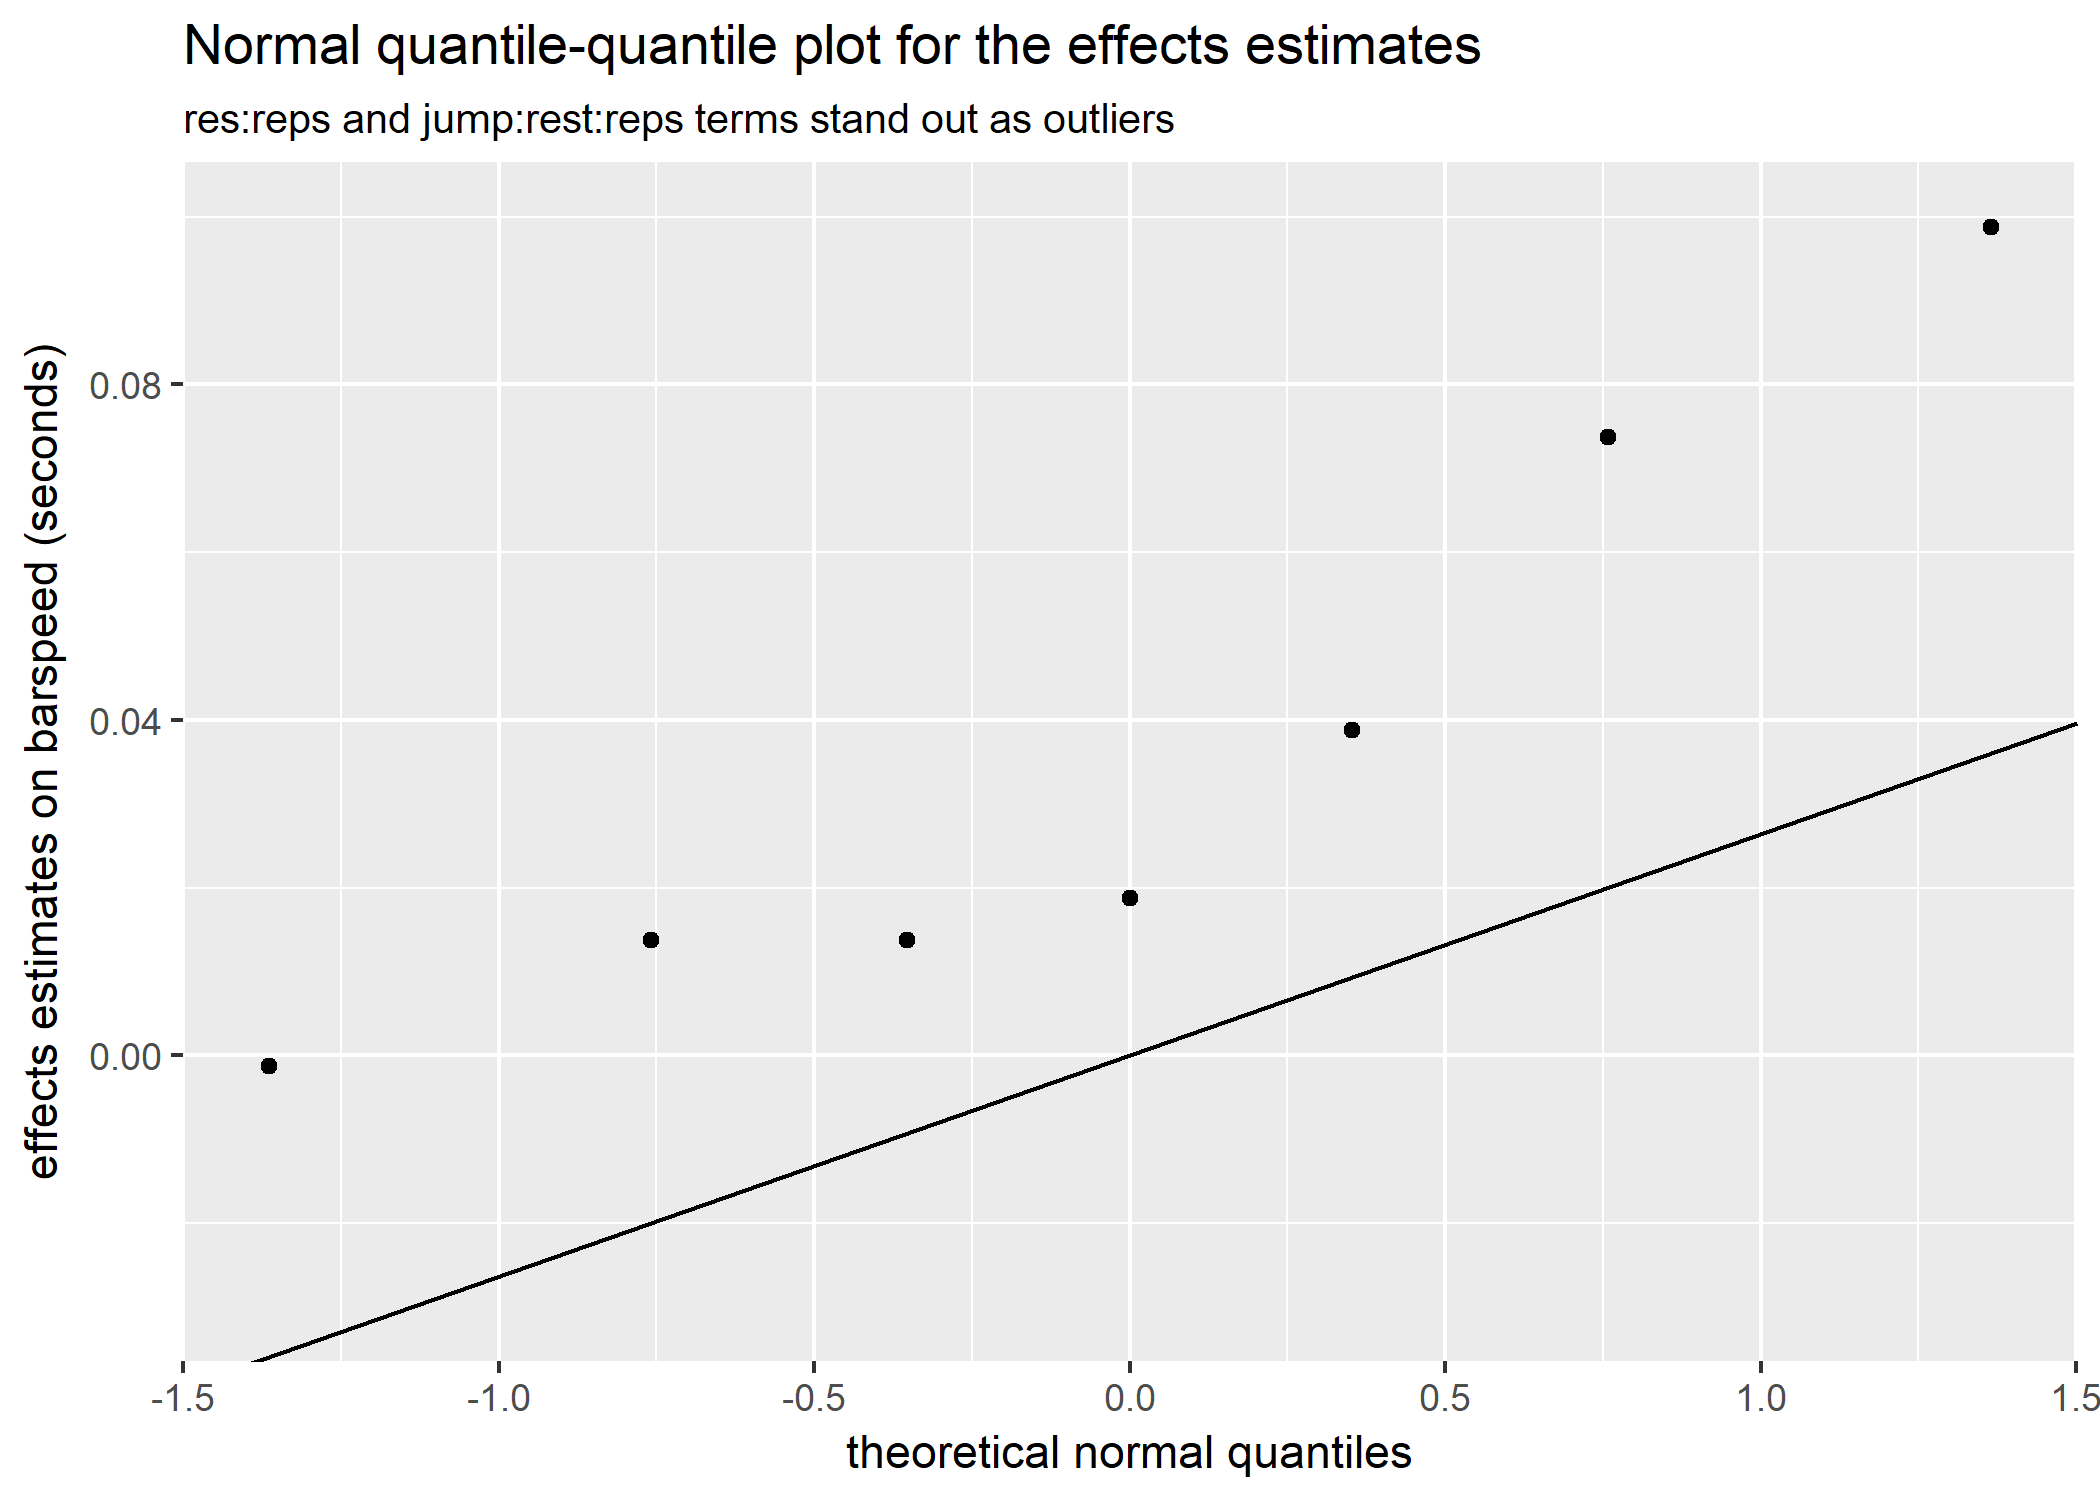 Normal quantile-quantile plot for the effects estimates
res:reps and jump:rest:reps terms stand out as outliers
effects estimates on barspeed (seconds)
0.08
0.04
0.00
-1.5 -1.0 -0.5 0.0 0.5 1.0 1.5
theoretical normal quantiles